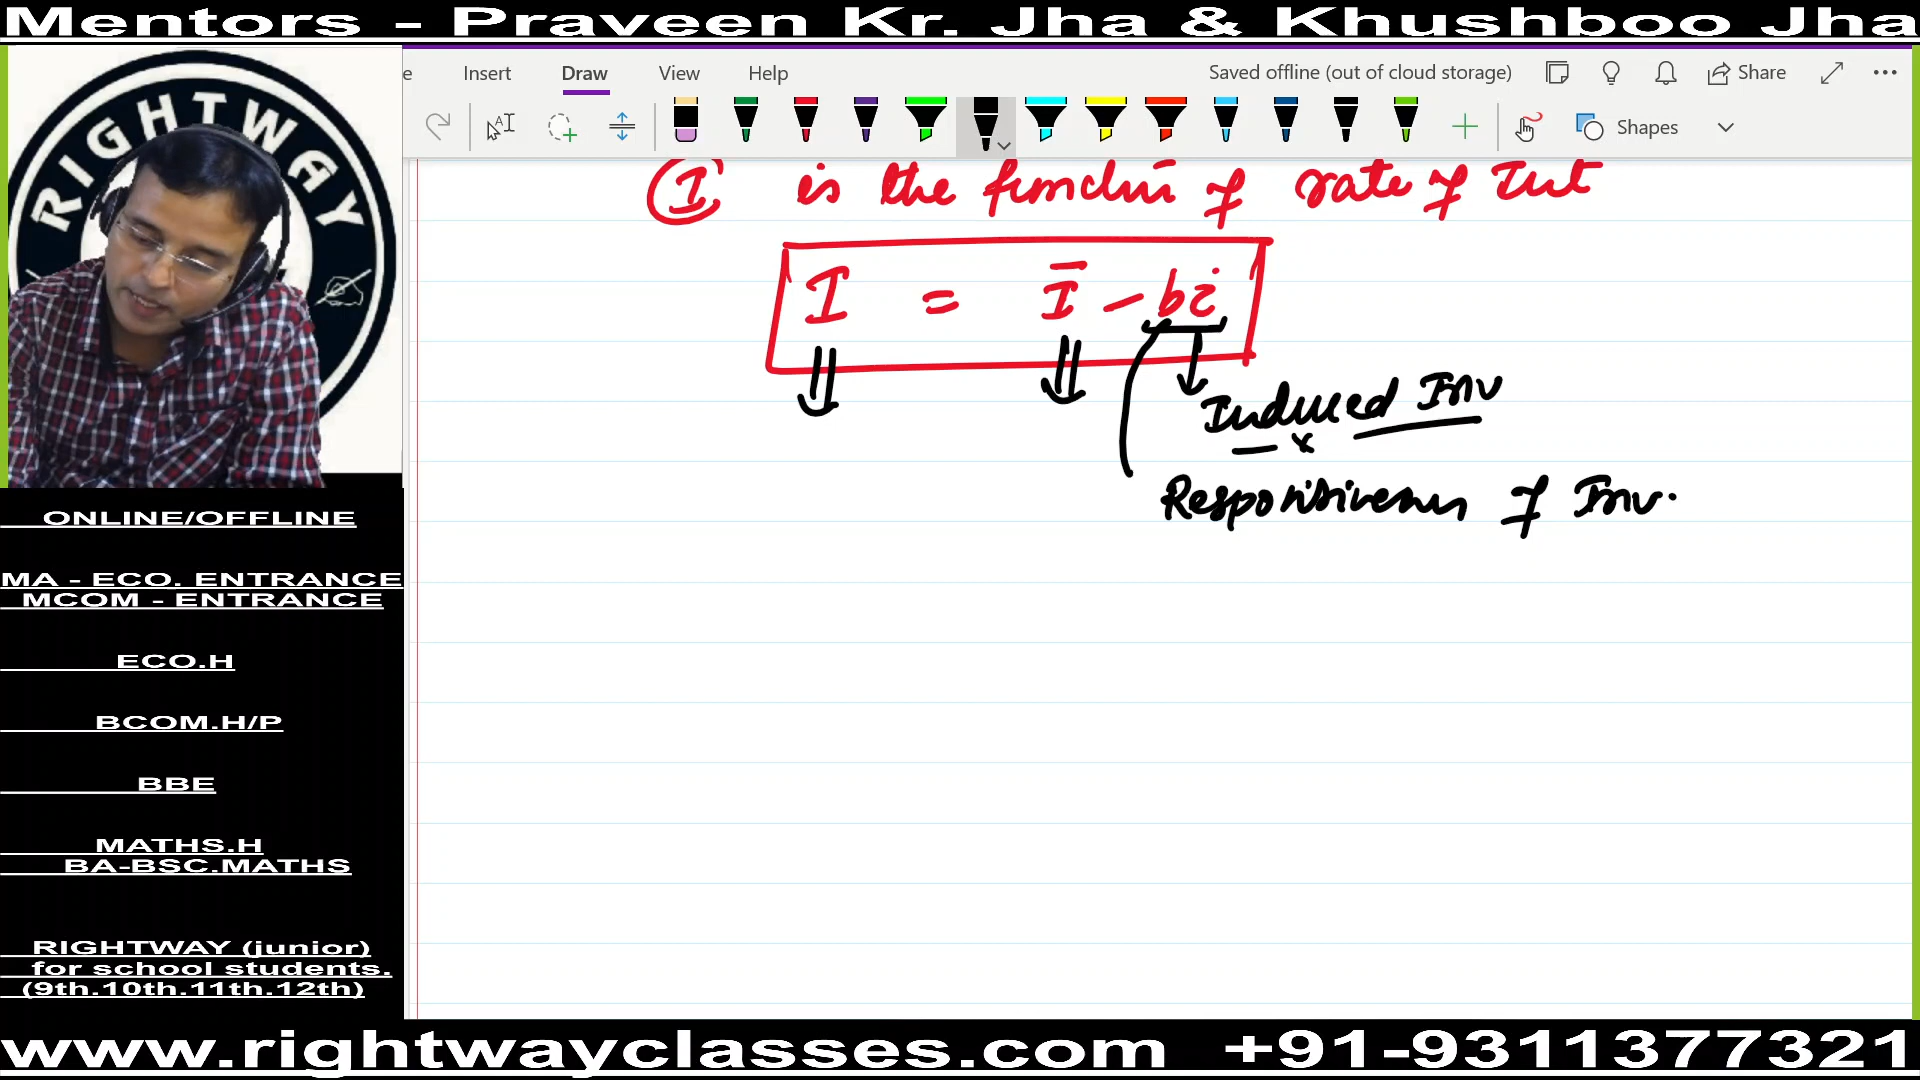 Mentors - Praveen Kr. Jha & Khushboo Jha
e Insert Draw View Help
Saved offline (out of cloud storage) Share
Shapes
RIGHTWAY
ONLINE/OFFLINE
MA - ECO. ENTRANCE
MCOM - ENTRANCE
ECO.H
BCOM.H/P
BBE
MATHS.H
BA-BSC.MATHS
RIGHTWAY (junior)
for school students.
(9th.10th.11th.12th)
I is the function of rate of Int
I = Ī - bi
Induced Inv
of Inv.
www.rightwayclasses.com +91-9311377321